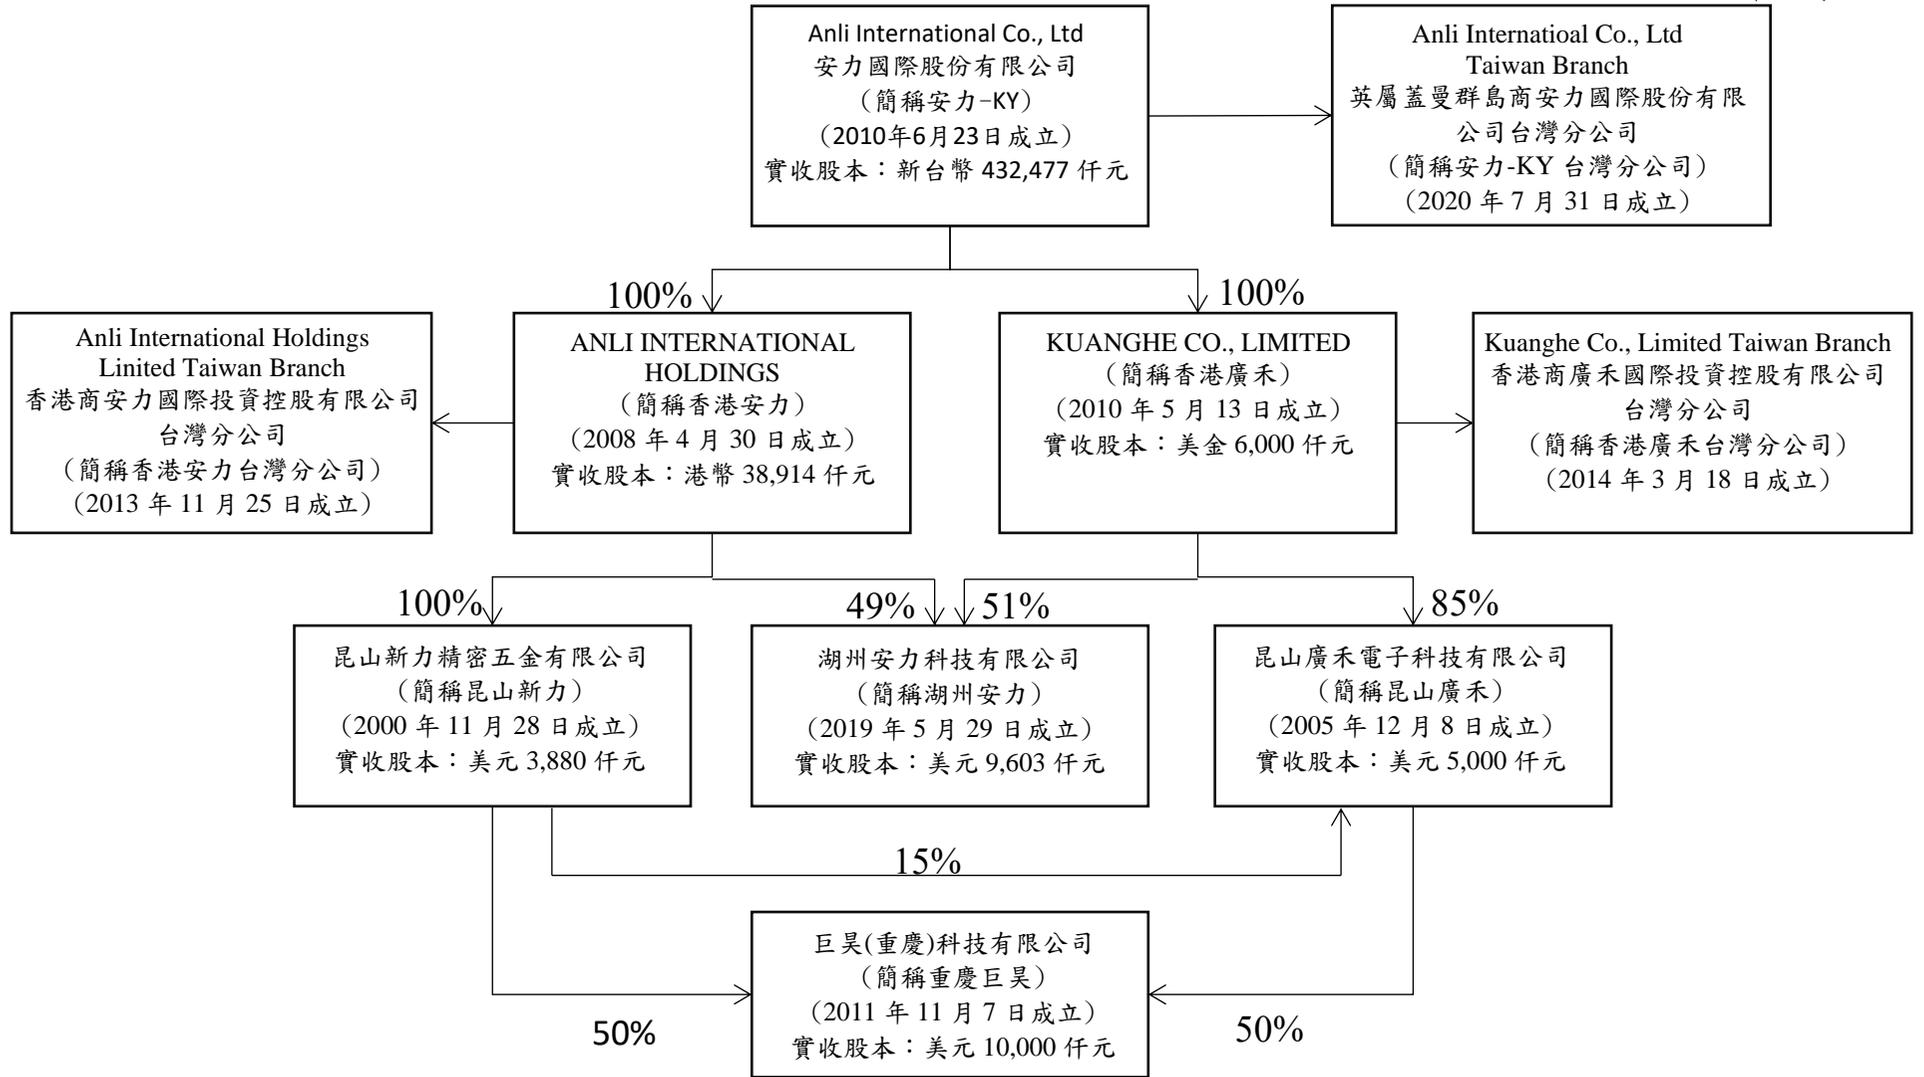 Anli International Co., Ltd
安力國際股份有限公司
（簡稱安力-KY）
（2010年6月23日成立）
實收股本：新台幣 432,477 仟元
Anli Internatioal Co., Ltd
Taiwan Branch
英屬蓋曼群島商安力國際股份有限
公司台灣分公司
（簡稱安力-KY 台灣分公司）
（2020 年 7 月 31 日成立）
100%
100%
Anli International Holdings
Linited Taiwan Branch
香港商安力國際投資控股有限公司
台灣分公司
（簡稱香港安力台灣分公司）
（2013 年 11 月 25 日成立）
ANLI INTERNATIONAL
HOLDINGS
（簡稱香港安力）
（2008 年 4 月 30 日成立）
實收股本：港幣 38,914 仟元
KUANGHE CO., LIMITED
（簡稱香港廣禾）
（2010 年 5 月 13 日成立）
實收股本：美金 6,000 仟元
Kuanghe Co., Limited Taiwan Branch
香港商廣禾國際投資控股有限公司
台灣分公司
（簡稱香港廣禾台灣分公司）
（2014 年 3 月 18 日成立）
100%
49%
51%
85%
昆山新力精密五金有限公司
（簡稱昆山新力）
（2000 年 11 月 28 日成立）
實收股本：美元 3,880 仟元
湖州安力科技有限公司
（簡稱湖州安力）
（2019 年 5 月 29 日成立）
實收股本：美元 9,603 仟元
昆山廣禾電子科技有限公司
（簡稱昆山廣禾）
（2005 年 12 月 8 日成立）
實收股本：美元 5,000 仟元
15%
巨昊(重慶)科技有限公司
（簡稱重慶巨昊）
（2011 年 11 月 7 日成立）
實收股本：美元 10,000 仟元
50%
50%